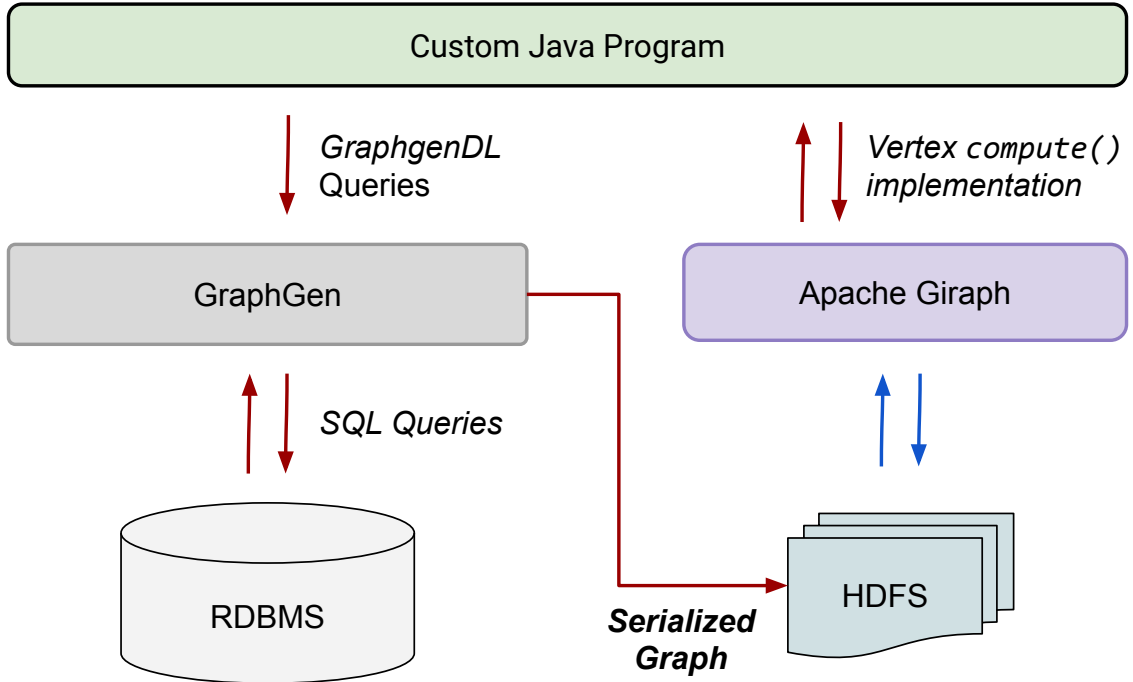 Custom Java Program
GraphgenDL
Queries
Vertex compute()
implementation
GraphGen
Apache Giraph
SQL Queries
RDBMS
HDFS
Serialized
Graph